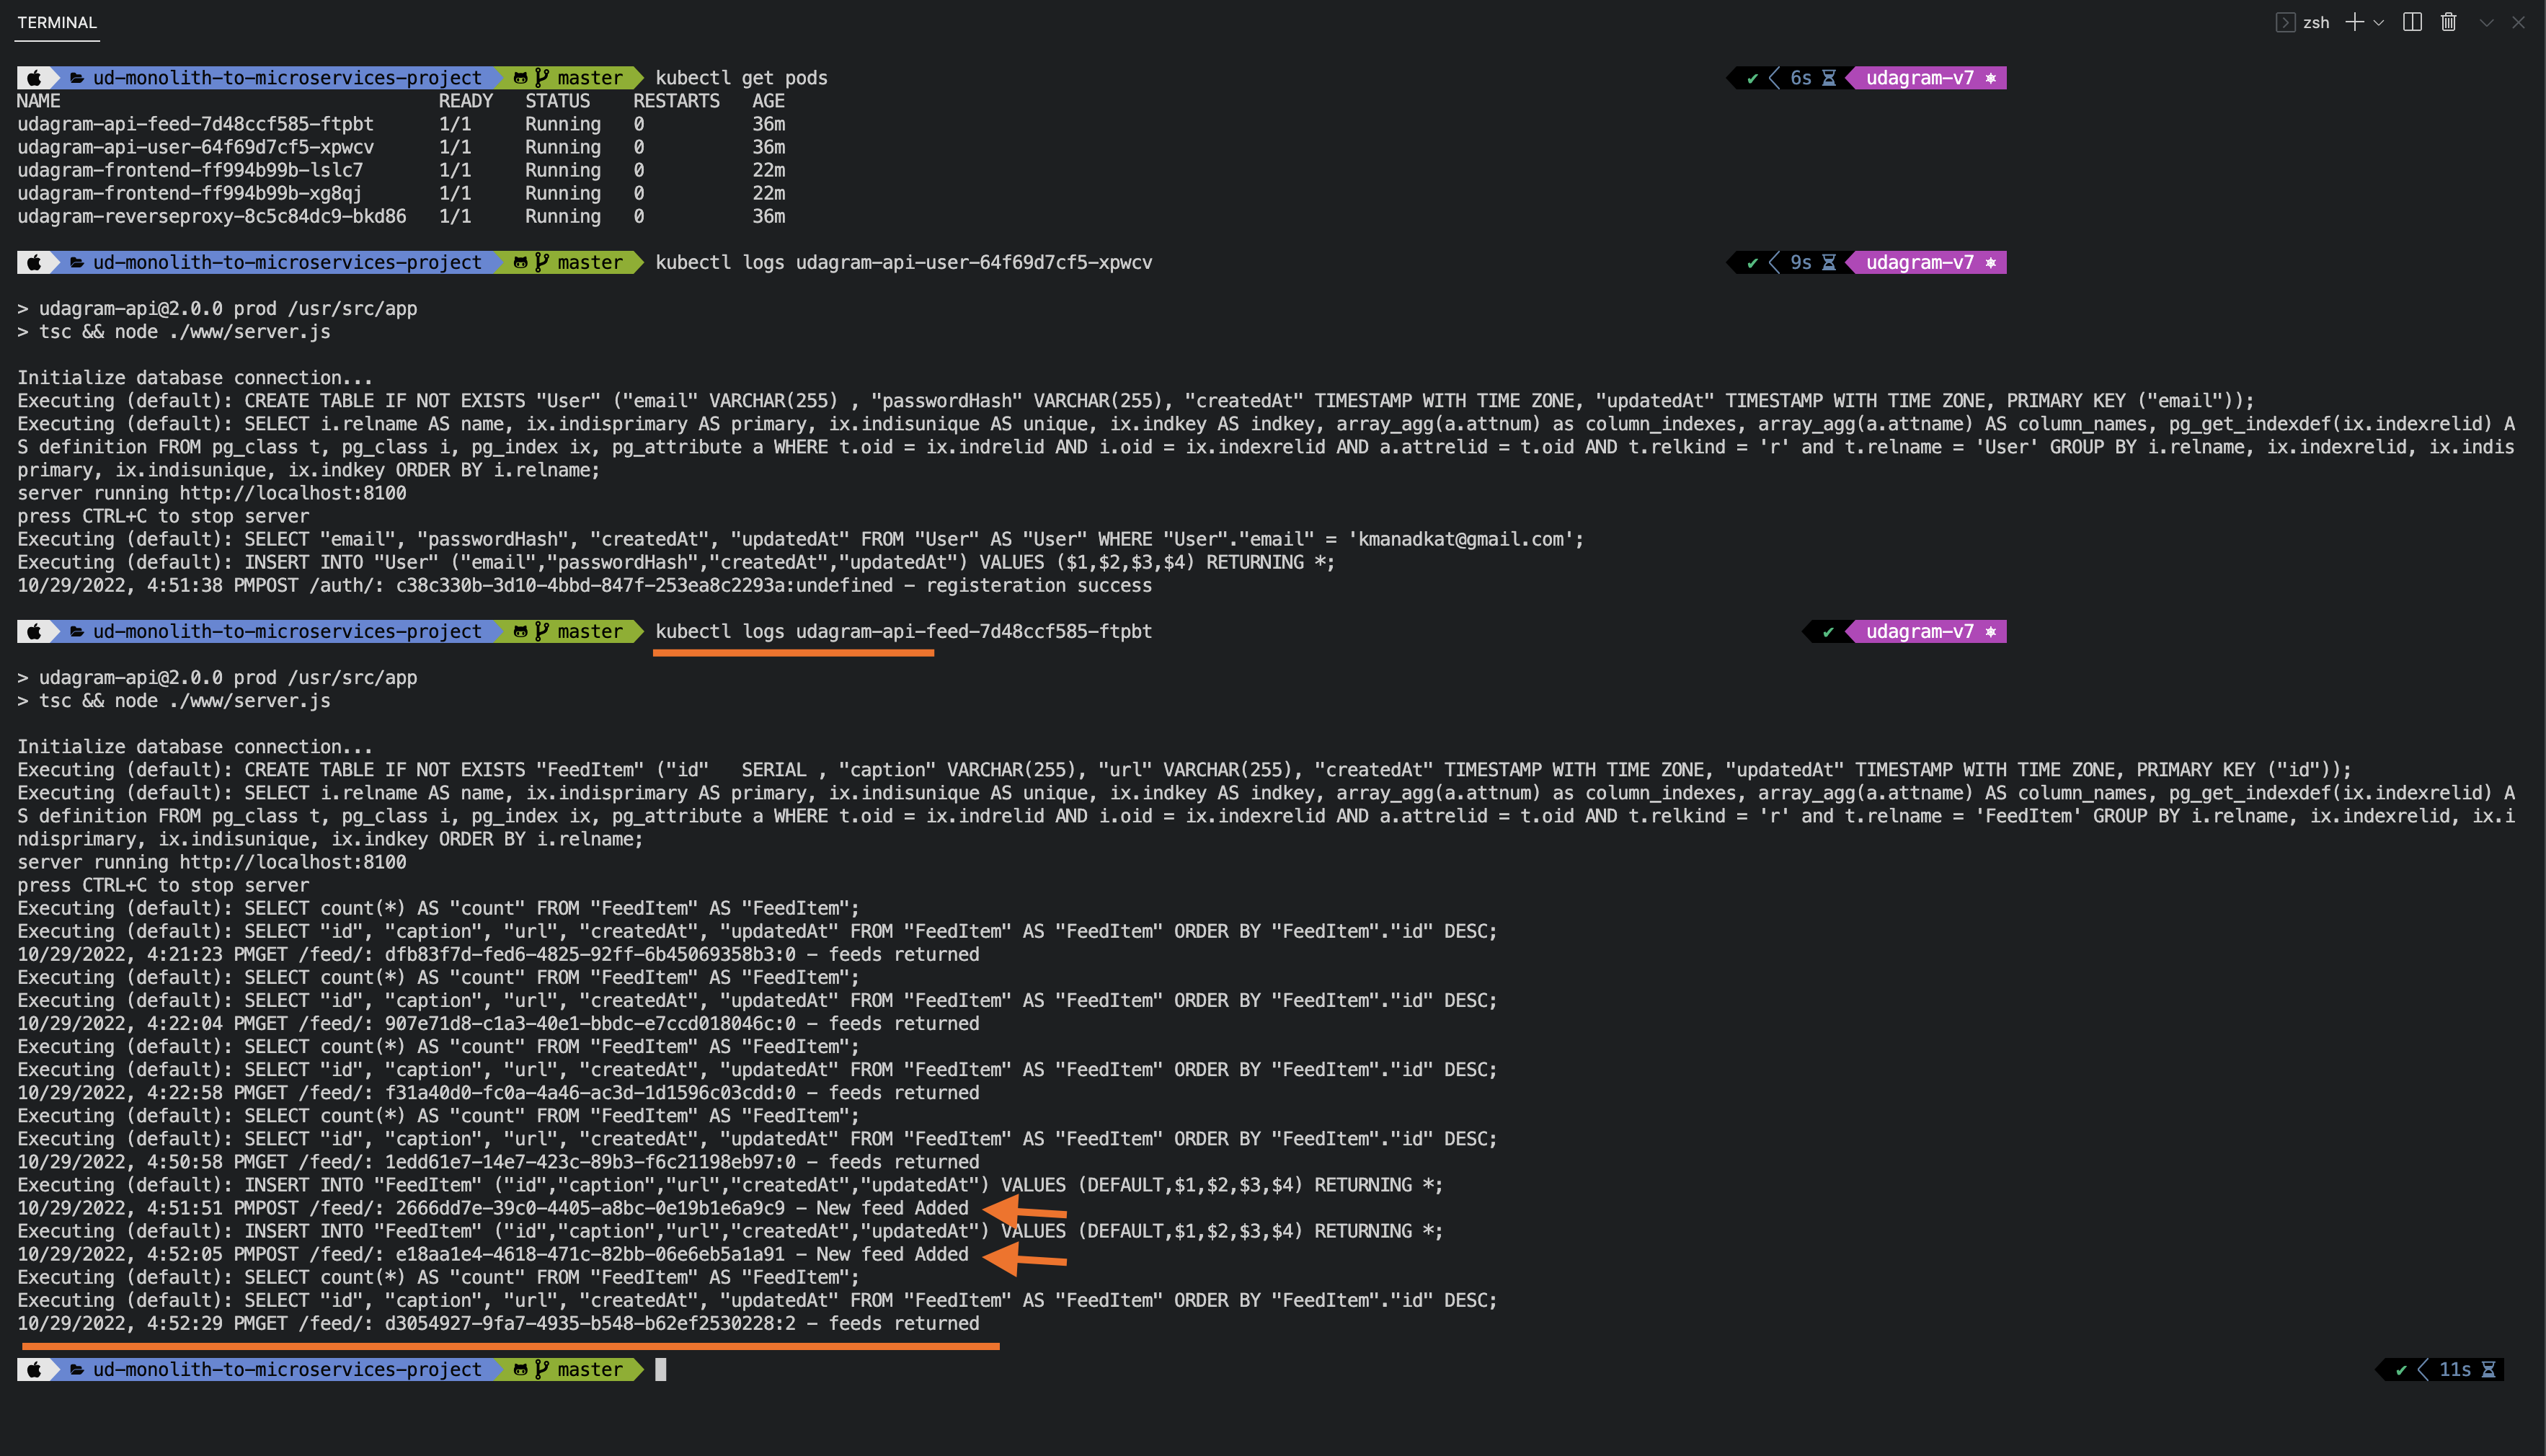 TERMINAL
zsh
ud-monolith-to-microservices-project master kubectl get pods ✔ 6s udagram-v7
NAME READY STATUS RESTARTS AGE
udagram-api-feed-7d48ccf585-ftpbt 1/1 Running 0 36m
udagram-api-user-64f69d7cf5-xpwcv 1/1 Running 0 36m
udagram-frontend-ff994b99b-lslc7 1/1 Running 0 22m
udagram-frontend-ff994b99b-xg8qj 1/1 Running 0 22m
udagram-reverseproxy-8c5c84dc9-bkd86 1/1 Running 0 36m
ud-monolith-to-microservices-project master kubectl logs udagram-api-user-64f69d7cf5-xpwcv ✔ 9s udagram-v7
> udagram-api@2.0.0 prod /usr/src/app
> tsc && node ./www/server.js
Initialize database connection...
Executing (default): CREATE TABLE IF NOT EXISTS "User" ("email" VARCHAR(255) , "passwordHash" VARCHAR(255), "createdAt" TIMESTAMP WITH TIME ZONE, "updatedAt" TIMESTAMP WITH TIME ZONE, PRIMARY KEY ("email"));
Executing (default): SELECT i.relname AS name, ix.indisprimary AS primary, ix.indisunique AS unique, ix.indkey AS indkey, array_agg(a.attnum) as column_indexes, array_agg(a.attname) AS column_names, pg_get_indexdef(ix.indexrelid) A
S definition FROM pg_class t, pg_class i, pg_index ix, pg_attribute a WHERE t.oid = ix.indrelid AND i.oid = ix.indexrelid AND a.attrelid = t.oid AND t.relkind = 'r' and t.relname = 'User' GROUP BY i.relname, ix.indexrelid, ix.indis
primary, ix.indisunique, ix.indkey ORDER BY i.relname;
server running http://localhost:8100
press CTRL+C to stop server
Executing (default): SELECT "email", "passwordHash", "createdAt", "updatedAt" FROM "User" AS "User" WHERE "User"."email" = 'kmanadkat@gmail.com';
Executing (default): INSERT INTO "User" ("email","passwordHash","createdAt","updatedAt") VALUES ($1,$2,$3,$4) RETURNING *;
10/29/2022, 4:51:38 PMPOST /auth/: c38c330b-3d10-4bbd-847f-253ea8c2293a:undefined - registeration success
ud-monolith-to-microservices-project master kubectl logs udagram-api-feed-7d48ccf585-ftpbt ✔ udagram-v7
> udagram-api@2.0.0 prod /usr/src/app
> tsc && node ./www/server.js
Initialize database connection...
Executing (default): CREATE TABLE IF NOT EXISTS "FeedItem" ("id"   SERIAL , "caption" VARCHAR(255), "url" VARCHAR(255), "createdAt" TIMESTAMP WITH TIME ZONE, "updatedAt" TIMESTAMP WITH TIME ZONE, PRIMARY KEY ("id"));
Executing (default): SELECT i.relname AS name, ix.indisprimary AS primary, ix.indisunique AS unique, ix.indkey AS indkey, array_agg(a.attnum) as column_indexes, array_agg(a.attname) AS column_names, pg_get_indexdef(ix.indexrelid) A
S definition FROM pg_class t, pg_class i, pg_index ix, pg_attribute a WHERE t.oid = ix.indrelid AND i.oid = ix.indexrelid AND a.attrelid = t.oid AND t.relkind = 'r' and t.relname = 'FeedItem' GROUP BY i.relname, ix.indexrelid, ix.i
ndisprimary, ix.indisunique, ix.indkey ORDER BY i.relname;
server running http://localhost:8100
press CTRL+C to stop server
Executing (default): SELECT count(*) AS "count" FROM "FeedItem" AS "FeedItem";
Executing (default): SELECT "id", "caption", "url", "createdAt", "updatedAt" FROM "FeedItem" AS "FeedItem" ORDER BY "FeedItem"."id" DESC;
10/29/2022, 4:21:23 PMGET /feed/: dfb83f7d-fed6-4825-92ff-6b45069358b3:0 - feeds returned
Executing (default): SELECT count(*) AS "count" FROM "FeedItem" AS "FeedItem";
Executing (default): SELECT "id", "caption", "url", "createdAt", "updatedAt" FROM "FeedItem" AS "FeedItem" ORDER BY "FeedItem"."id" DESC;
10/29/2022, 4:22:04 PMGET /feed/: 907e71d8-c1a3-40e1-bbdc-e7ccd018046c:0 - feeds returned
Executing (default): SELECT count(*) AS "count" FROM "FeedItem" AS "FeedItem";
Executing (default): SELECT "id", "caption", "url", "createdAt", "updatedAt" FROM "FeedItem" AS "FeedItem" ORDER BY "FeedItem"."id" DESC;
10/29/2022, 4:22:58 PMGET /feed/: f31a40d0-fc0a-4a46-ac3d-1d1596c03cdd:0 - feeds returned
Executing (default): SELECT count(*) AS "count" FROM "FeedItem" AS "FeedItem";
Executing (default): SELECT "id", "caption", "url", "createdAt", "updatedAt" FROM "FeedItem" AS "FeedItem" ORDER BY "FeedItem"."id" DESC;
10/29/2022, 4:50:58 PMGET /feed/: 1edd61e7-14e7-423c-89b3-f6c21198eb97:0 - feeds returned
Executing (default): INSERT INTO "FeedItem" ("id","caption","url","createdAt","updatedAt") VALUES (DEFAULT,$1,$2,$3,$4) RETURNING *;
10/29/2022, 4:51:51 PMPOST /feed/: 2666dd7e-39c0-4405-a8bc-0e19b1e6a9c9 - New feed Added
Executing (default): INSERT INTO "FeedItem" ("id","caption","url","createdAt","updatedAt") VALUES (DEFAULT,$1,$2,$3,$4) RETURNING *;
10/29/2022, 4:52:05 PMPOST /feed/: e18aa1e4-4618-471c-82bb-06e6eb5a1a91 - New feed Added
Executing (default): SELECT count(*) AS "count" FROM "FeedItem" AS "FeedItem";
Executing (default): SELECT "id", "caption", "url", "createdAt", "updatedAt" FROM "FeedItem" AS "FeedItem" ORDER BY "FeedItem"."id" DESC;
10/29/2022, 4:52:29 PMGET /feed/: d3054927-9fa7-4935-b548-b62ef2530228:2 - feeds returned
ud-monolith-to-microservices-project master ✔ 11s